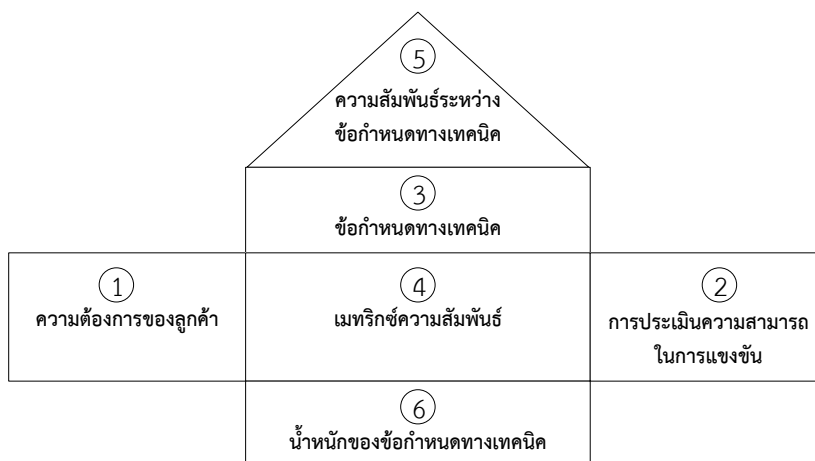 5
ความสัมพันธ์ระหว่าง
ข้อกำหนดทางเทคนิค
3
ข้อกำหนดทางเทคนิค
1
ความต้องการของลูกค้า
4
เมทริกซ์ความสัมพันธ์
2
การประเมินความสามารถ
ในการแขงขัน
6
น้ำหนักของข้อกำหนดทางเทคนิค